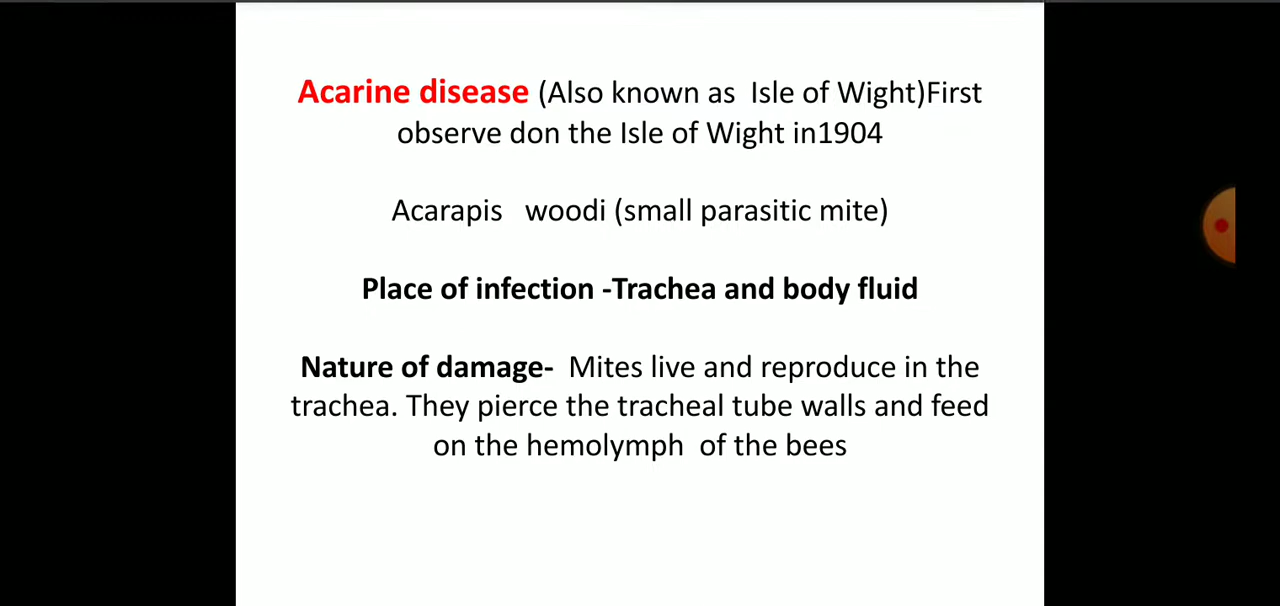 Acarine disease (Also known as Isle of Wight)First
observe don the Isle of Wight in1904
Acarapis woodi (small parasitic mite)
Place of infection -Trachea and body fluid
Nature of damage- Mites live and reproduce in the
trachea. They pierce the tracheal tube walls and feed
on the hemolymph of the bees